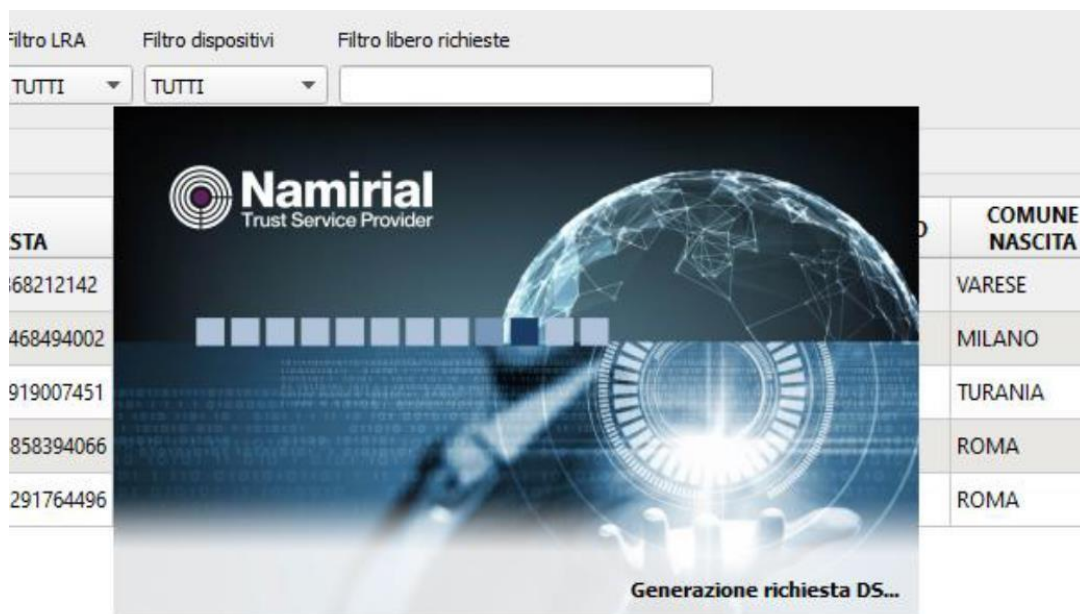 Filtro LRA Filtro dispositivi Filtro libero richieste
TUTTI TUTTI
Namirial
Trust Service Provider
COMUNE
NASCITA
STA
68212142 VARESE
468494002 MILANO
919007451 TURANIA
858394066 ROMA
291764496 ROMA
Generazione richiesta DS...